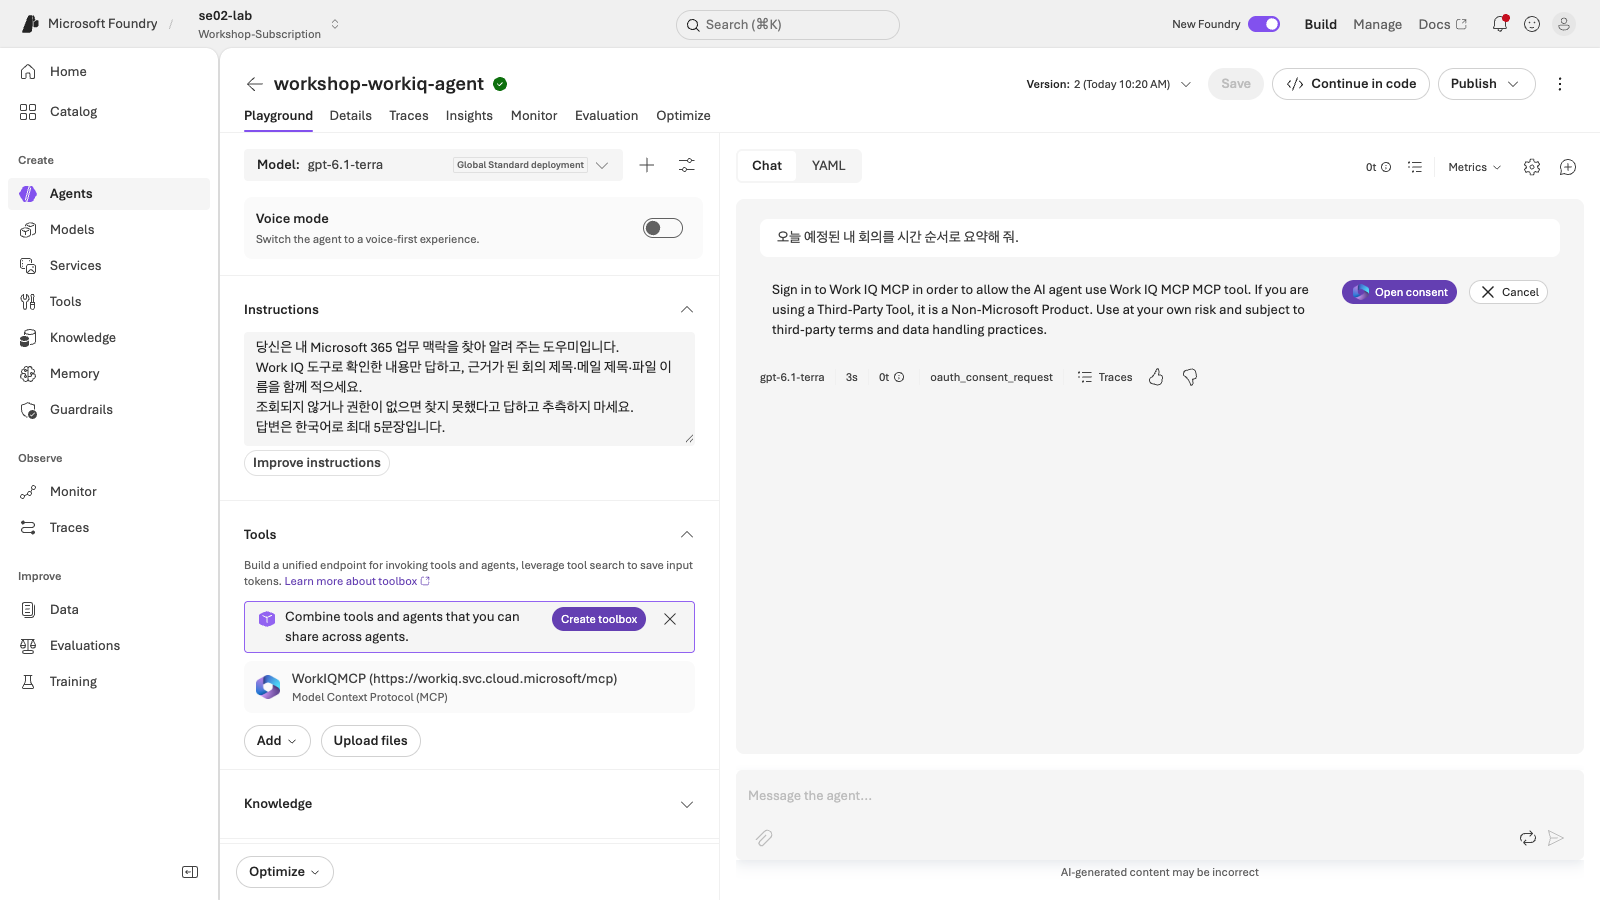 Microsoft Foundry
/
se02-lab
Workshop-Subscription
Search (⌘K)
New Foundry
Build
Manage
Docs
Home
Catalog
Create
Agents
Models
Services
Tools
Knowledge
Memory
Guardrails
Observe
Monitor
Traces
Improve
Data
Evaluations
Training
workshop-workiq-agent
Version: 2 (Today 10:20 AM)
Save
Continue in code
Publish
Playground
Details
Traces
Insights
Monitor
Evaluation
Optimize
Model: gpt-6.1-terra
Global Standard deployment
Voice mode
Switch the agent to a voice-first experience.
Instructions
당신은 내 Microsoft 365 업무 맥락을 찾아 알려 주는 도우미입니다.
Work IQ 도구로 확인한 내용만 답하고, 근거가 된 회의 제목·메일 제목·파일 이
름을 함께 적으세요.
조회되지 않거나 권한이 없으면 찾지 못했다고 답하고 추측하지 마세요.
답변은 한국어로 최대 5문장입니다.
Improve instructions
Tools
Build a unified endpoint for invoking tools and agents, leverage tool search to save input
tokens. Learn more about toolbox
Combine tools and agents that you can
share across agents.
Create toolbox
WorkIQMCP (https://workiq.svc.cloud.microsoft/mcp)
Model Context Protocol (MCP)
Add
Upload files
Knowledge
Optimize
Chat
YAML
0t
Metrics
오늘 예정된 내 회의를 시간 순서로 요약해 줘.
Sign in to Work IQ MCP in order to allow the AI agent use Work IQ MCP MCP tool. If you are
using a Third-Party Tool, it is a Non-Microsoft Product. Use at your own risk and subject to
third-party terms and data handling practices.
Open consent
Cancel
gpt-6.1-terra
3s
0t
oauth_consent_request
Traces
Message the agent...
AI-generated content may be incorrect